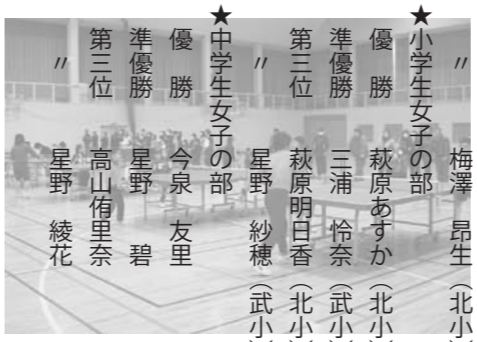 〃　梅澤　昂生（北小）
★小学生女子の部
優　勝　萩原あすか（北小）
準優勝　三浦　怜奈（武小）
第三位　萩原明日香（北小）
〃　星野　紗穂（武小）
★中学生女子の部
優　勝　今泉　友里
準優勝　星野　碧
第三位　高山侑里奈
〃　星野　綾花